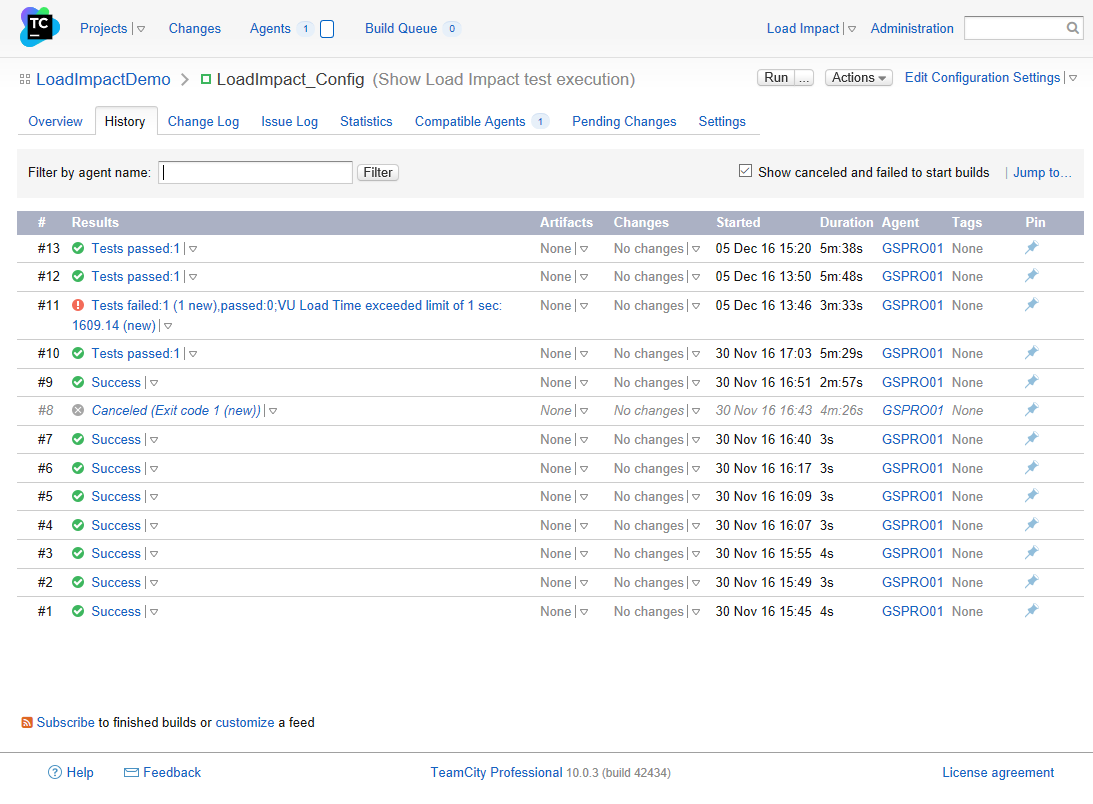 TC Projects Changes Agents 1 Build Queue 0 Load Impact Administration
LoadImpactDemo LoadImpact_Config (Show Load Impact test execution) Run ... Actions Edit Configuration Settings
Overview History Change Log Issue Log Statistics Compatible Agents 1 Pending Changes Settings
Filter by agent name: Filter Show canceled and failed to start builds Jump to...
# Results Artifacts Changes Started Duration Agent Tags Pin
#13 Tests passed:1 None No changes 05 Dec 16 15:20 5m:38s GSPRO01 None
#12 Tests passed:1 None No changes 05 Dec 16 13:50 5m:48s GSPRO01 None
#11 Tests failed:1 (1 new),passed:0;VU Load Time exceeded limit of 1 sec: None No changes 05 Dec 16 13:46 3m:33s GSPRO01 None
1609.14 (new)
#10 Tests passed:1 None No changes 30 Nov 16 17:03 5m:29s GSPRO01 None
#9 Success None No changes 30 Nov 16 16:51 2m:57s GSPRO01 None
#8 Canceled (Exit code 1 (new)) None No changes 30 Nov 16 16:43 4m:26s GSPRO01 None
#7 Success None No changes 30 Nov 16 16:40 3s GSPRO01 None
#6 Success None No changes 30 Nov 16 16:17 3s GSPRO01 None
#5 Success None No changes 30 Nov 16 16:09 3s GSPRO01 None
#4 Success None No changes 30 Nov 16 16:07 3s GSPRO01 None
#3 Success None No changes 30 Nov 16 15:55 4s GSPRO01 None
#2 Success None No changes 30 Nov 16 15:49 3s GSPRO01 None
#1 Success None No changes 30 Nov 16 15:45 4s GSPRO01 None
Subscribe to finished builds or customize a feed
Help Feedback TeamCity Professional 10.0.3 (build 42434) License agreement